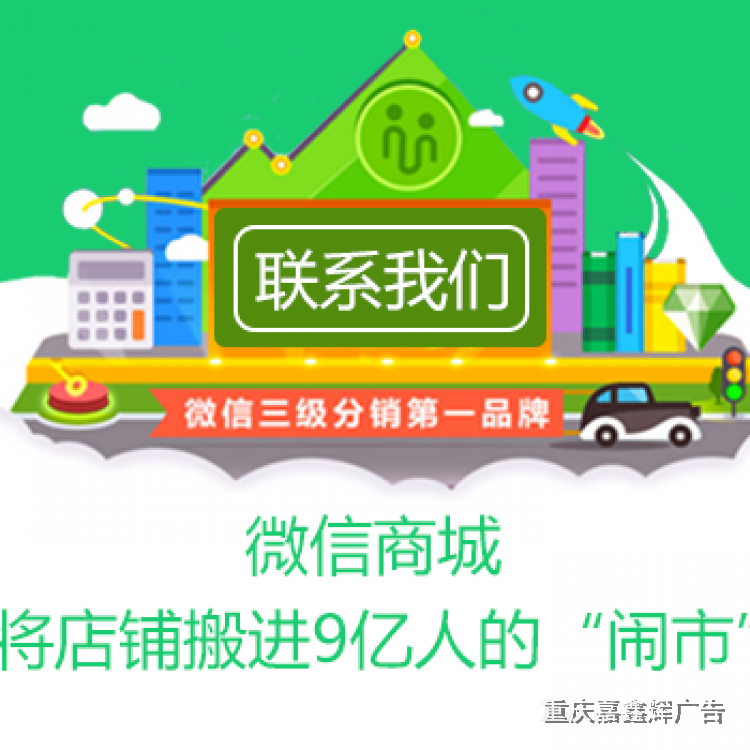 联系我们
微信三级分销第一品牌
微信商城
将店铺搬进9亿人的“闹市”
重庆嘉鑫辉广告